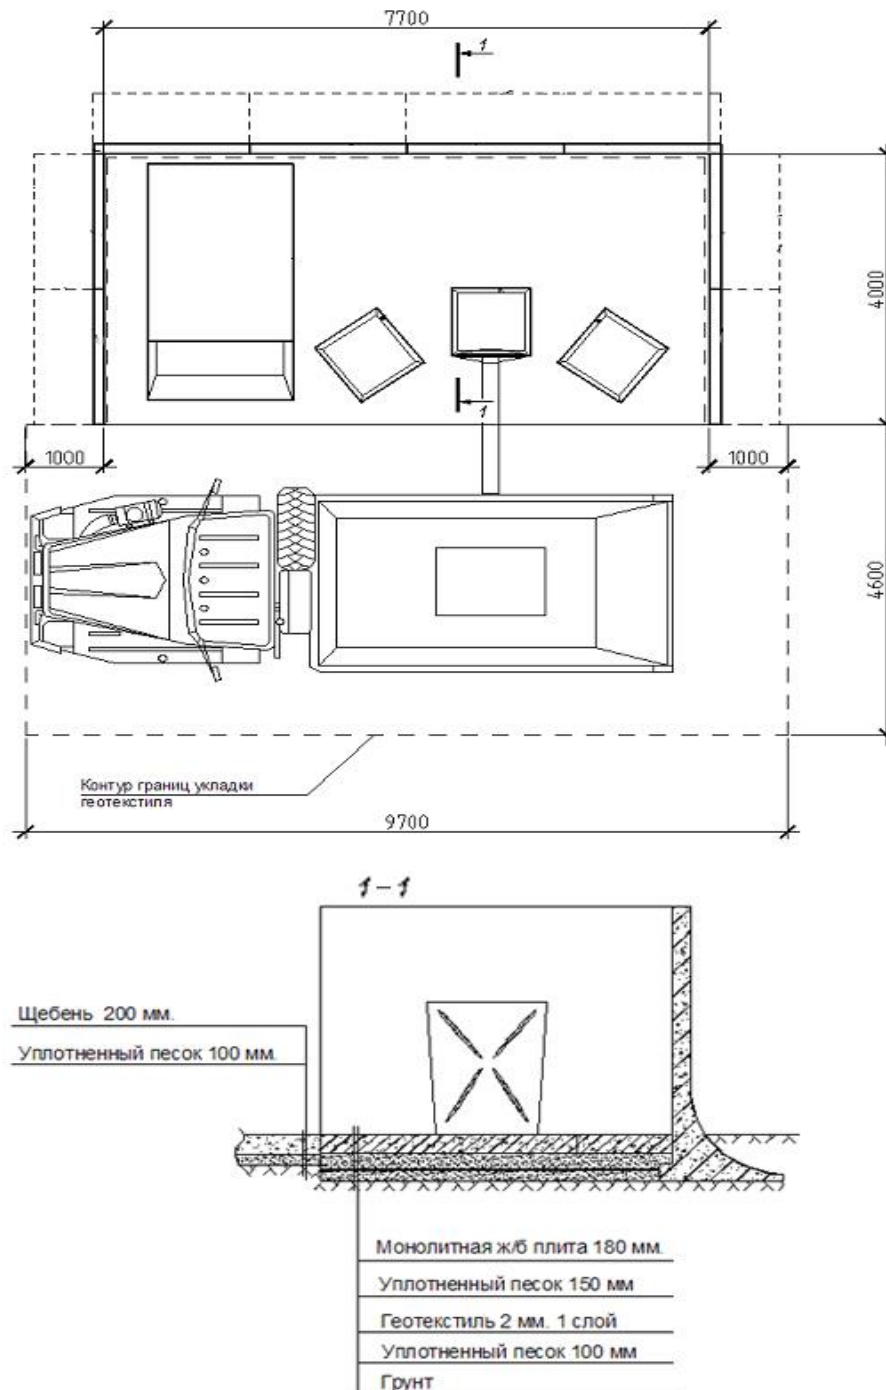 7700
1
4000
1
1000
1000
4600
Контур границ укладки
геотекстиля
9700
1-1
Щебень 200 мм.
Уплотненный песок 100 мм.
Монолитная ж/б плита 180 мм.
Уплотненный песок 150 мм
Геотекстиль 2 мм. 1 слой
Уплотненный песок 100 мм
Грунт